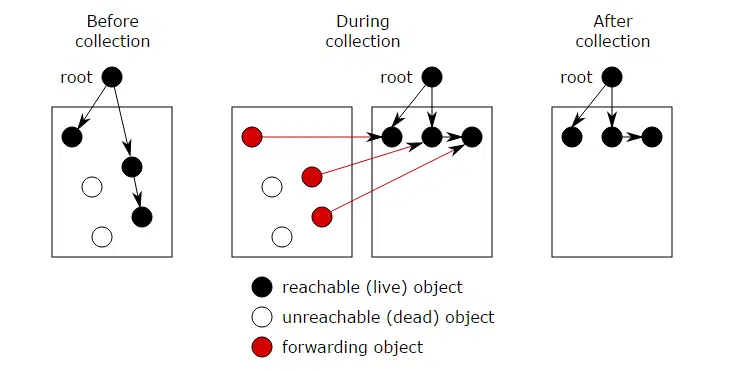 Before
collection
During
collection
After
collection
root
root
root
reachable (live) object
unreachable (dead) object
forwarding object